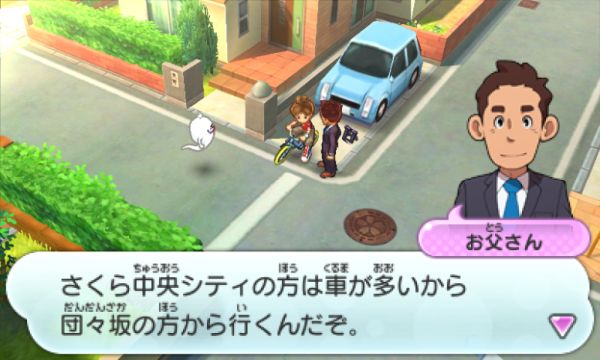 お父さん
さくら中央シティの方は車が多いから
団々坂の方から行くんだぞ。